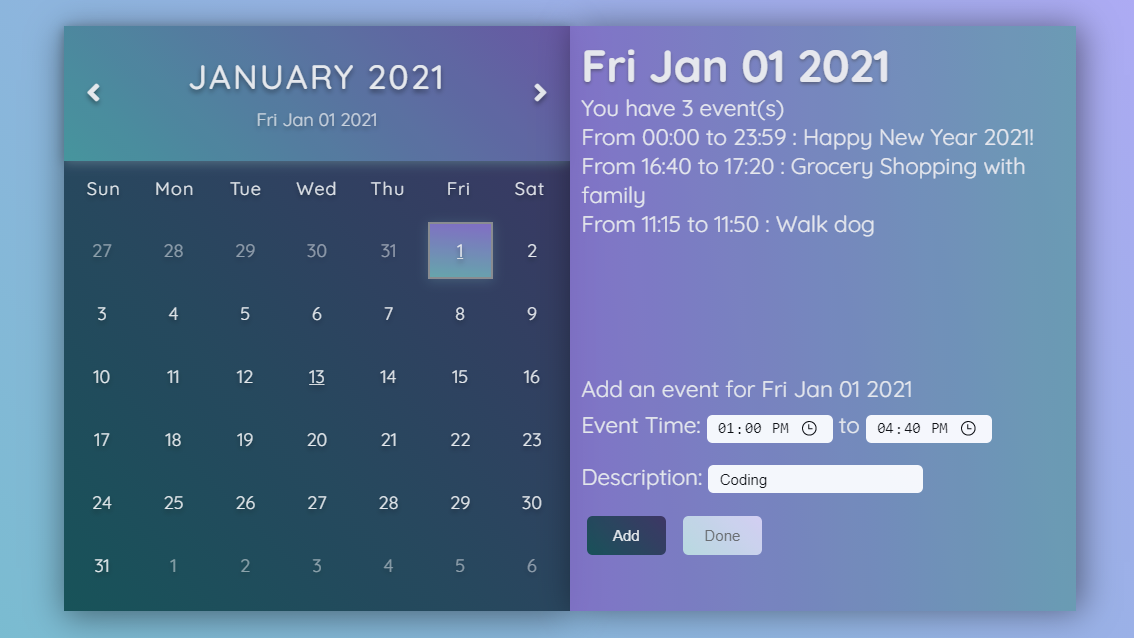 JANUARY 2021
Fri Jan 01 2021
Sun Mon Tue Wed Thu Fri Sat
27 28 29 30 31 1 2
3 4 5 6 7 8 9
10 11 12 13 14 15 16
17 18 19 20 21 22 23
24 25 26 27 28 29 30
31 1 2 3 4 5 6
Fri Jan 01 2021
You have 3 event(s)
From 00:00 to 23:59 : Happy New Year 2021!
From 16:40 to 17:20 : Grocery Shopping with
family
From 11:15 to 11:50 : Walk dog
Add an event for Fri Jan 01 2021
Event Time: 01:00 PM to 04:40 PM
Description: Coding
Add Done